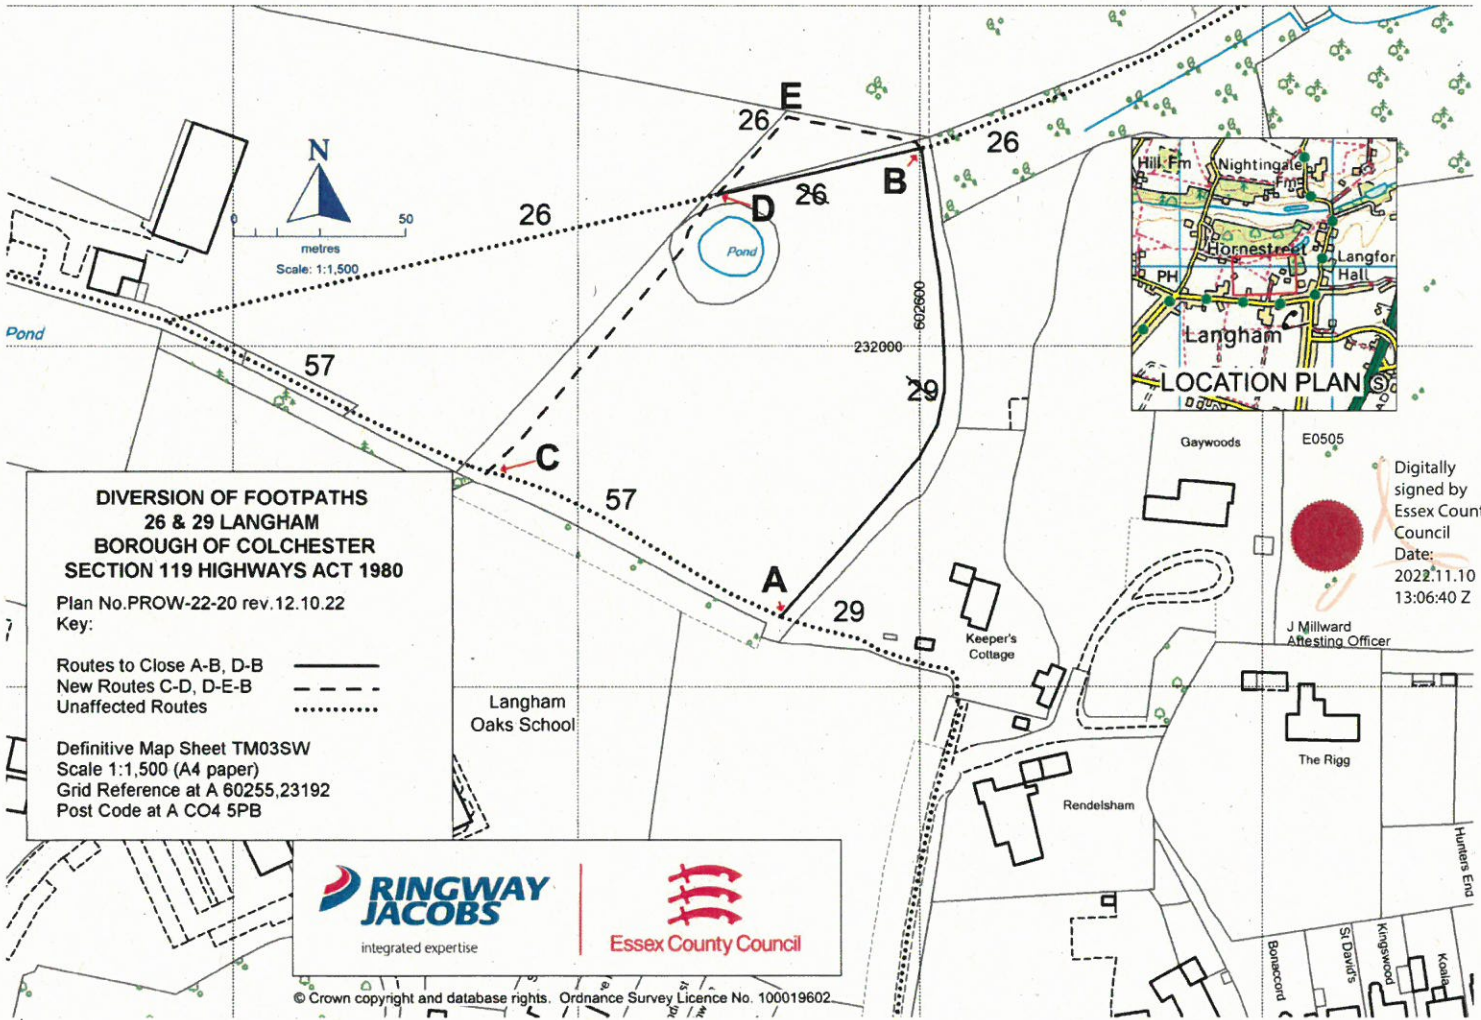 E
26
26
B
26
D
26
N
0
50
metres
Scale: 1:1,500
Pond
Hill Fm
Nightingale
Fm
Hornestreet
Langfor
Hall
PH
Langham
LOCATION PLAN
S
602600
232000
Pond
57
29
C
57
A
29
Gaywoods
E0505
Digitally
signed by
Essex Count
Council
Date:
2022.11.10
13:06:40 Z
J Millward
Attesting Officer
Keeper's
Cottage
The Rigg
Rendelsham
Langham
Oaks School
DIVERSION OF FOOTPATHS
26 & 29 LANGHAM
BOROUGH OF COLCHESTER
SECTION 119 HIGHWAYS ACT 1980
Plan No.PROW-22-20 rev.12.10.22
Key:
Routes to Close A-B, D-B
New Routes C-D, D-E-B
Unaffected Routes
Definitive Map Sheet TM03SW
Scale 1:1,500 (A4 paper)
Grid Reference at A 60255,23192
Post Code at A CO4 5PB
RINGWAY
JACOBS
integrated expertise
Essex County Council
Hunters End
Bonaccord
St David's
Kingswood
Koala
© Crown copyright and database rights. Ordnance Survey Licence No. 100019602.